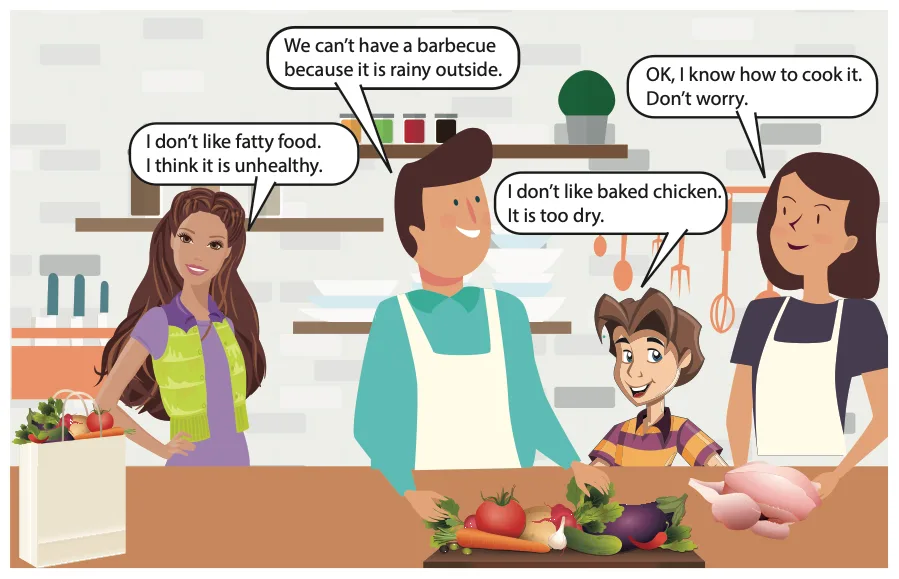 We can’t have a barbecue
because it is rainy outside.
OK, I know how to cook it.
Don’t worry.
I don’t like fatty food.
I think it is unhealthy.
I don’t like baked chicken.
It is too dry.